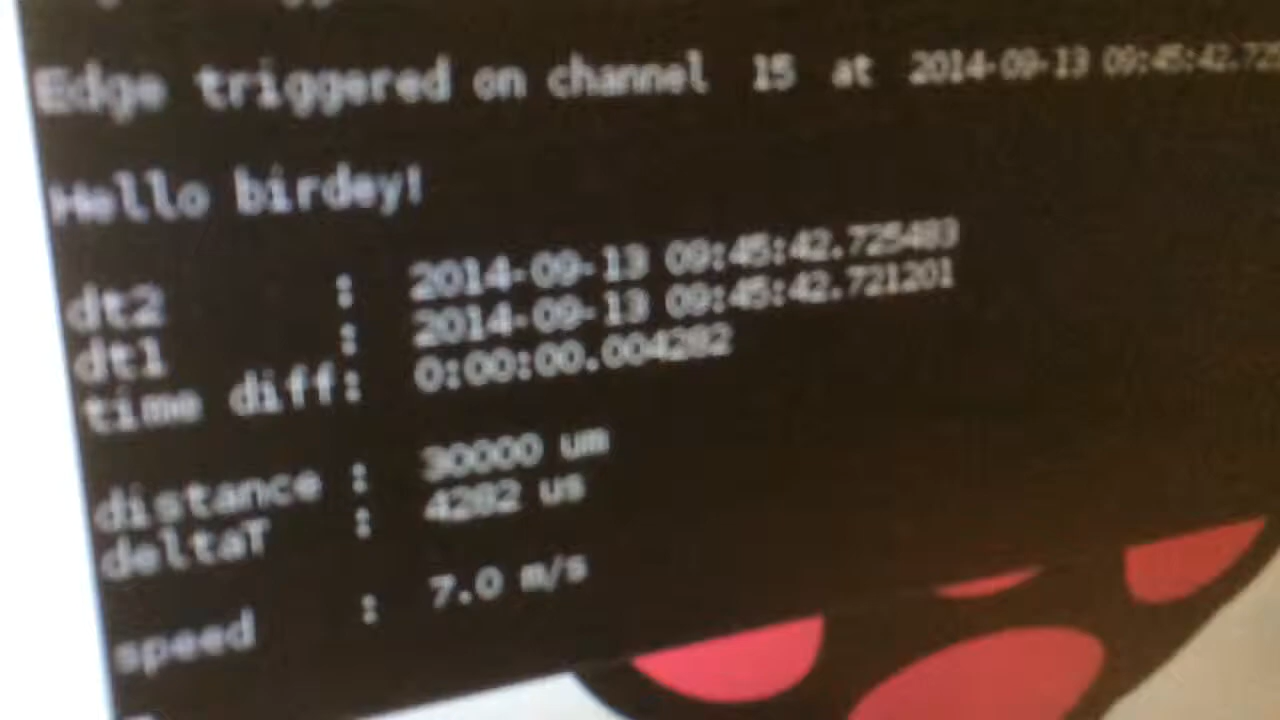 Edge triggered on channel 15 at 2014-09-13 09:45:42.725
Hello birdey!
dt2 : 2014-09-13 09:45:42.725483
dt1 : 2014-09-13 09:45:42.721201
time diff: 0:00:00.004282
distance : 30000 um
deltaT : 4282 us
speed : 7.0 m/s